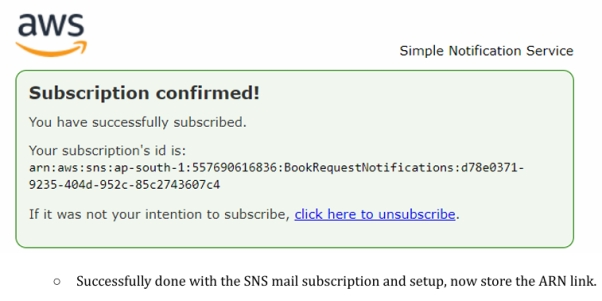 aws
Simple Notification Service
Subscription confirmed!
You have successfully subscribed.
Your subscription's id is:
arn:aws:sns:ap-south-1:557690616836:BookRequestNotifications:d78e0371-
9235-404d-952c-85c2743607c4
If it was not your intention to subscribe, click here to unsubscribe.
○ Successfully done with the SNS mail subscription and setup, now store the ARN link.